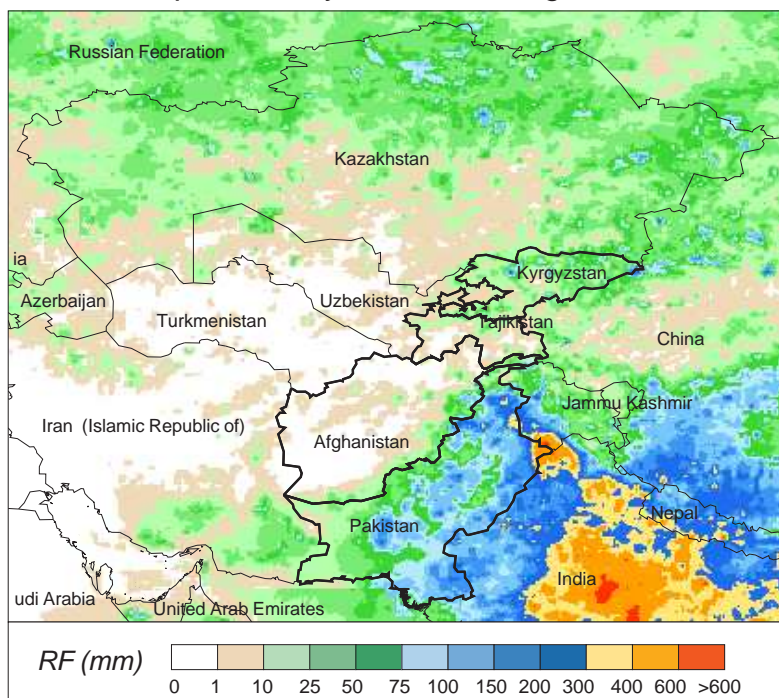 Russian Federation
Kazakhstan
ia
Kyrgyzstan
Azerbaijan
Uzbekistan
Turkmenistan
Tajikistan
China
Jammu Kashmir
Iran (Islamic Republic of)
Afghanistan
Pakistan
Nepal
India
udi Arabia
United Arab Emirates
RF (mm)
0 1 10 25 50 75 100 150 200 300 400 600 >600